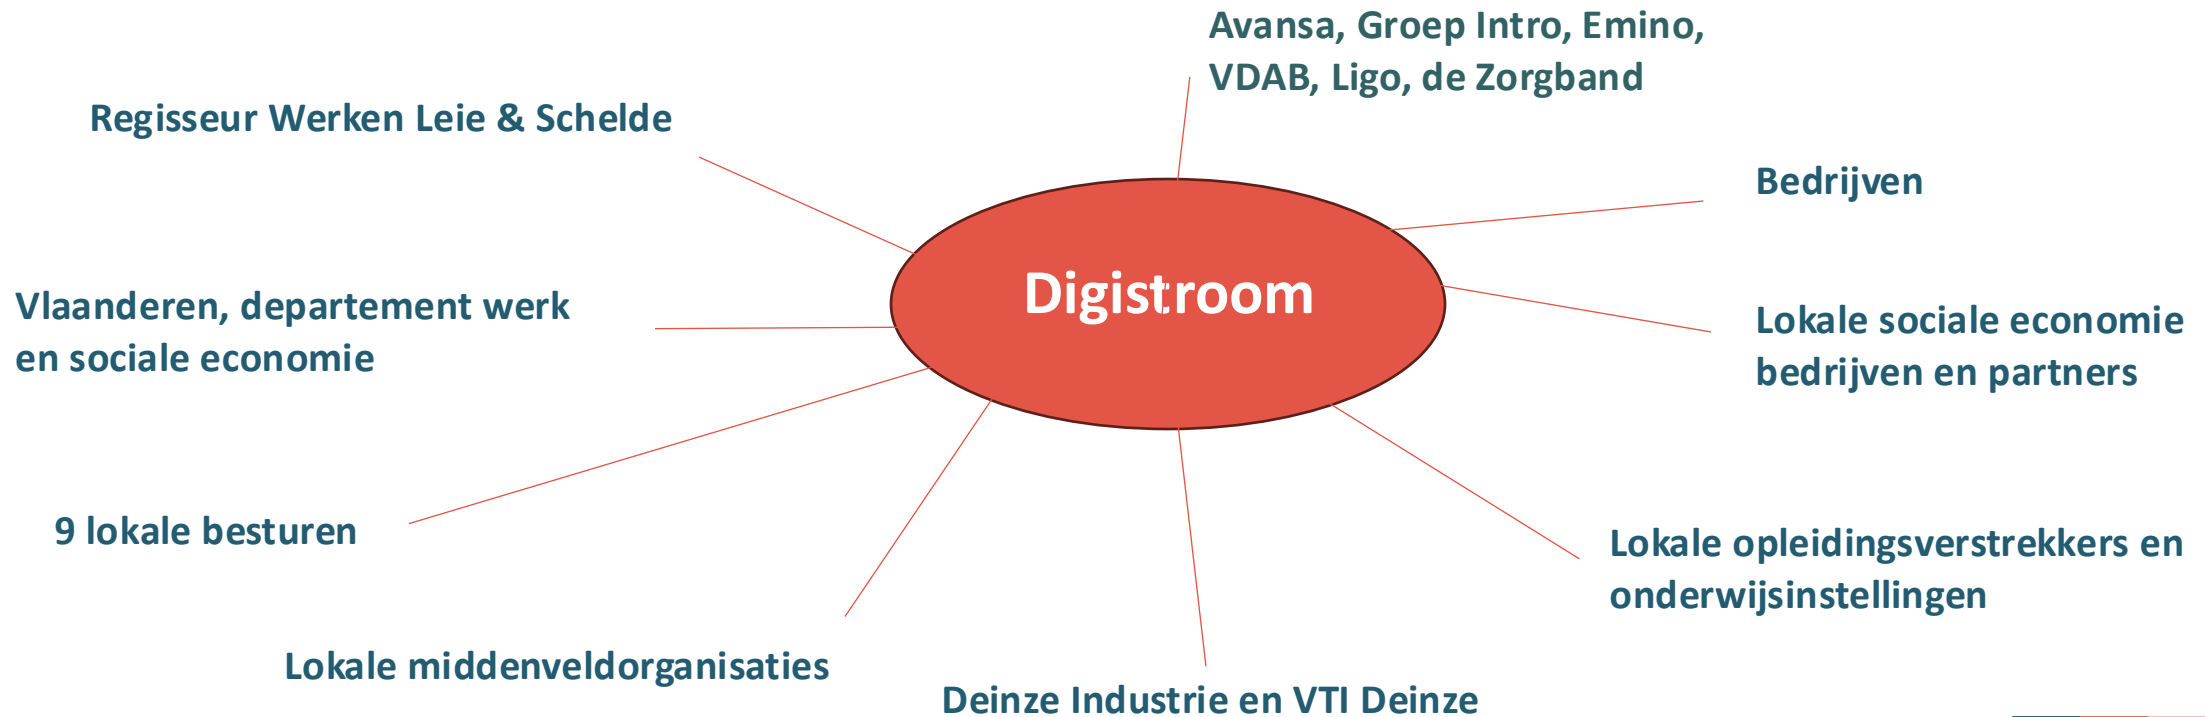 Avansa, Groep Intro, Emino,
VDAB, Ligo, de Zorgband
Regisseur Werken Leie & Schelde
Bedrijven
Digistroom
Vlaanderen, departement werk
en sociale economie
Lokale sociale economie
bedrijven en partners
9 lokale besturen
Lokale opleidingsverstrekkers en
onderwijsinstellingen
Lokale middenveldorganisaties
Deinze Industrie en VTI Deinze